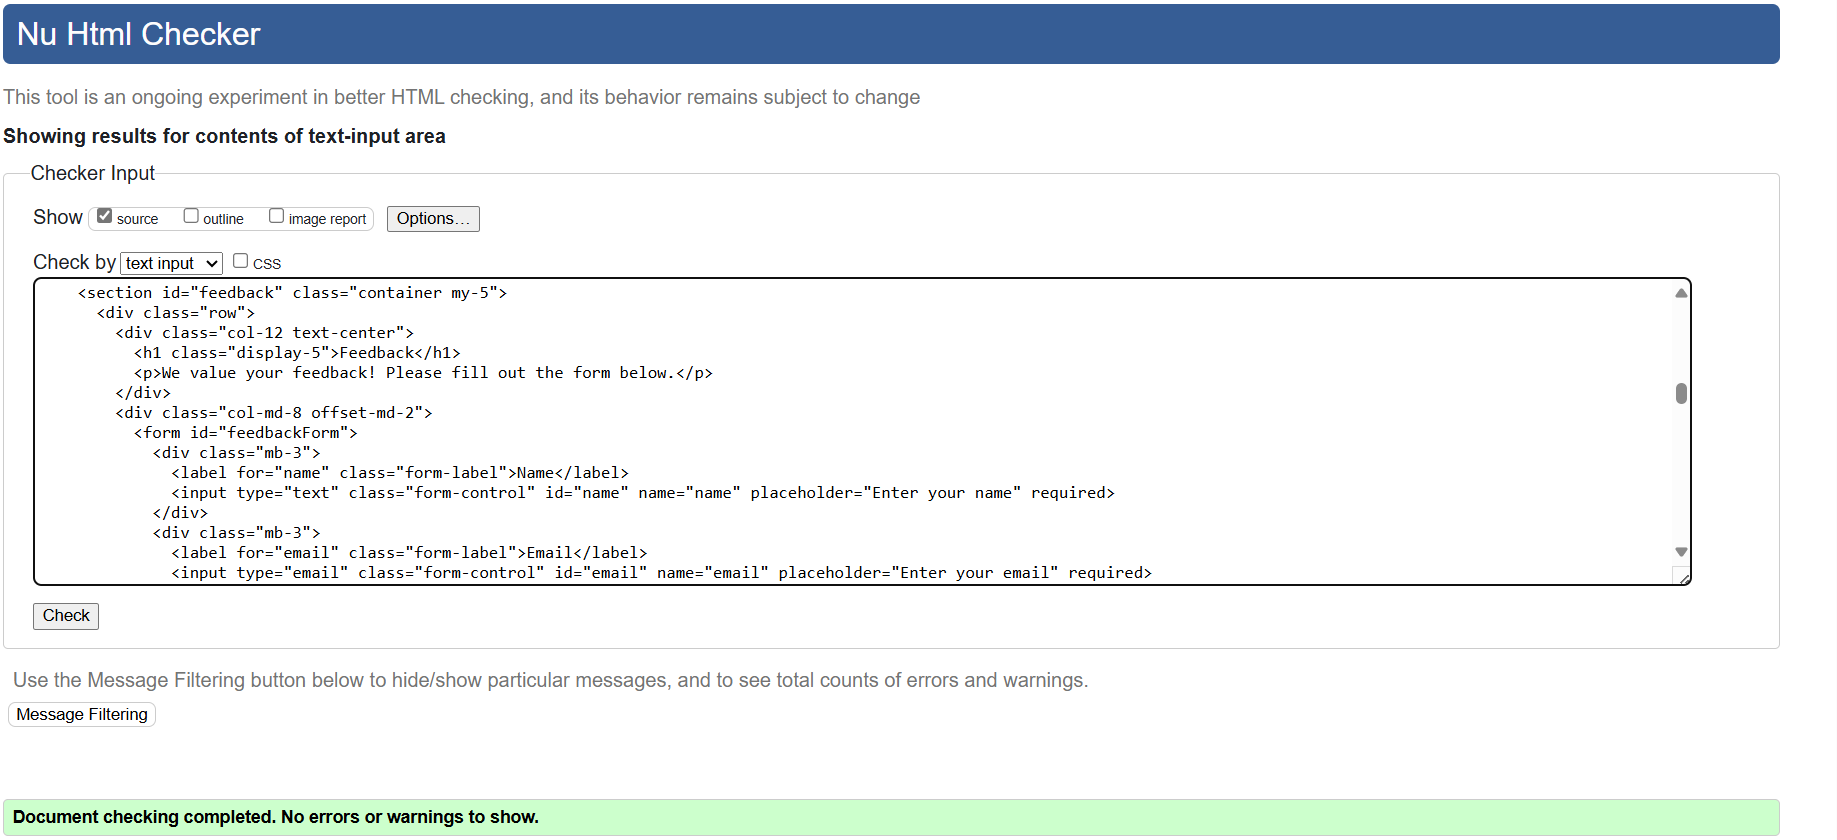 Nu Html Checker
This tool is an ongoing experiment in better HTML checking, and its behavior remains subject to change
Showing results for contents of text-input area
Checker Input
Show source outline image report Options...
Check by text input CSS
<section id="feedback" class="container my-5">
<div class="row">
<div class="col-12 text-center">
<h1 class="display-5">Feedback</h1>
<p>We value your feedback! Please fill out the form below.</p>
</div>
<div class="col-md-8 offset-md-2">
<form id="feedbackForm">
<div class="mb-3">
<label for="name" class="form-label">Name</label>
<input type="text" class="form-control" id="name" name="name" placeholder="Enter your name" required>
</div>
<div class="mb-3">
<label for="email" class="form-label">Email</label>
<input type="email" class="form-control" id="email" name="email" placeholder="Enter your email" required>
Check
Use the Message Filtering button below to hide/show particular messages, and to see total counts of errors and warnings.
Message Filtering
Document checking completed. No errors or warnings to show.